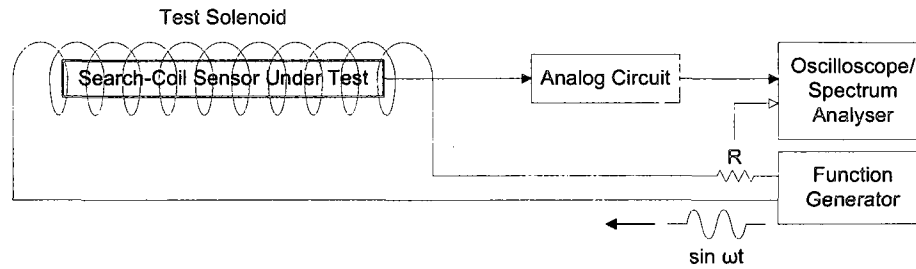 Test Solenoid
Search-Coil Sensor Under Test
Analog Circuit
Oscilloscope/
Spectrum
Analyser
R
Function
Generator
sin ωt